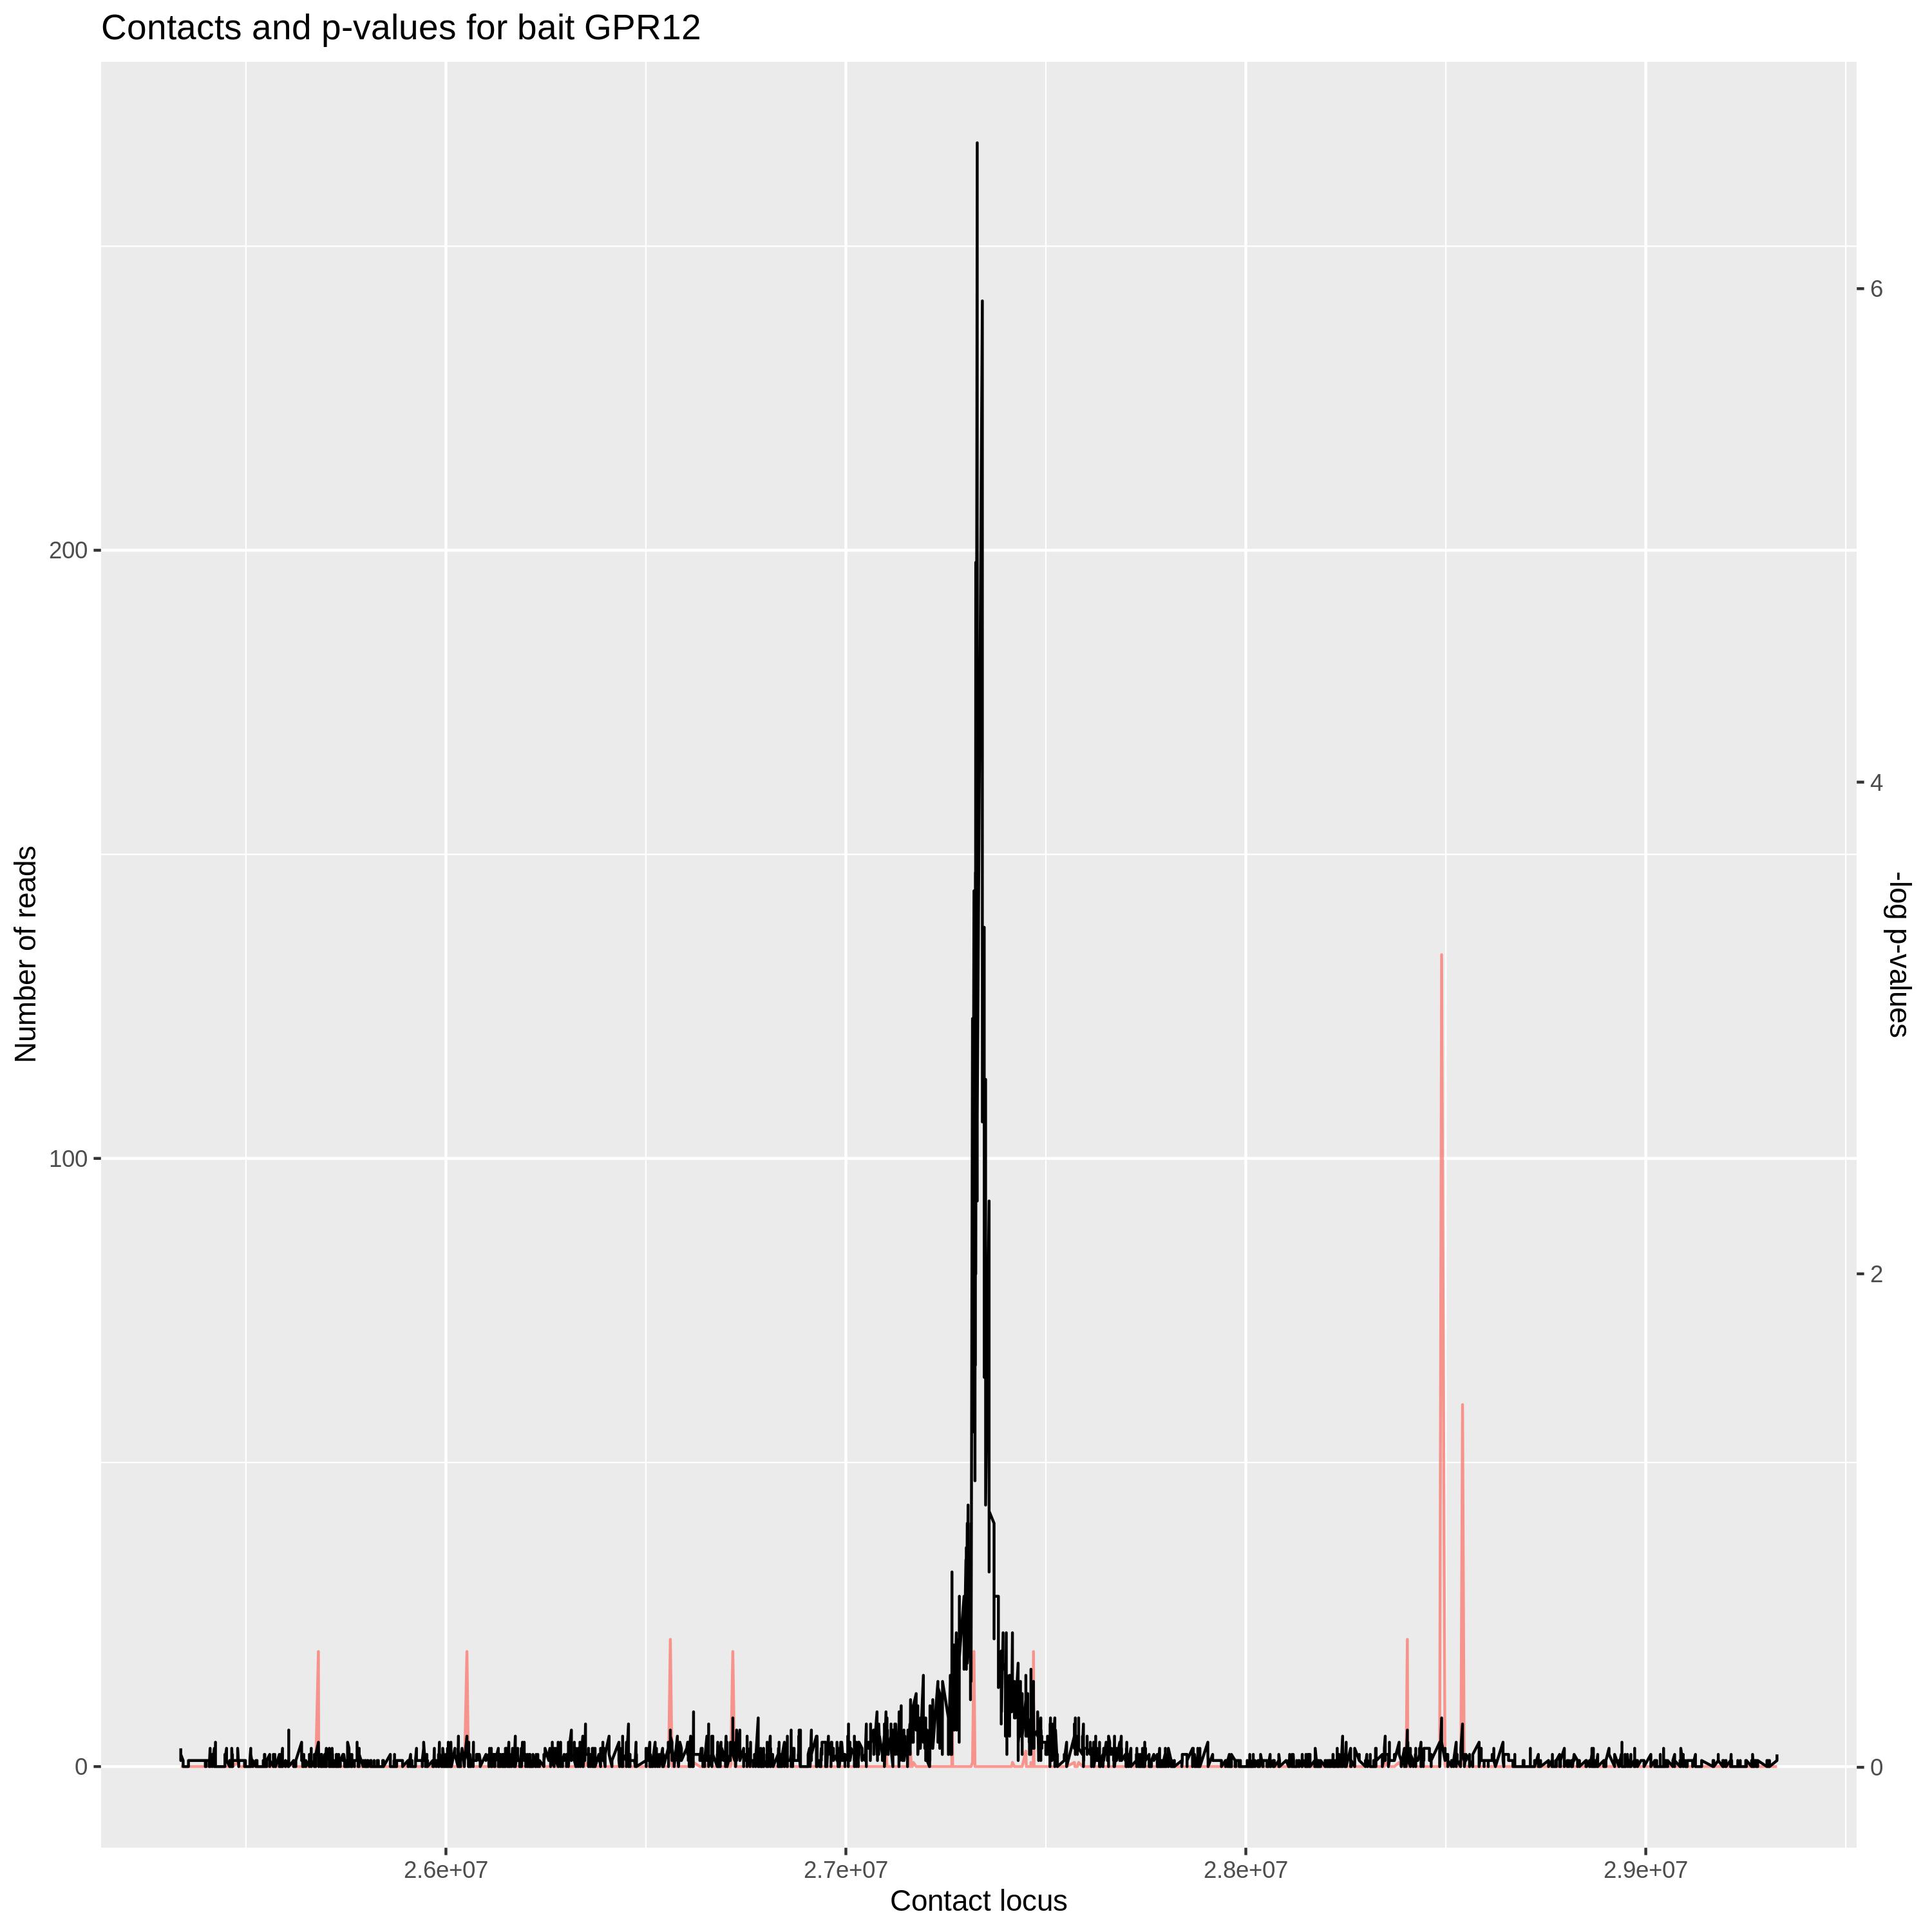 Contacts and p-values for bait GPR12
Number of reads
200
100
0
6
4
2
0
-log p-values
2.6e+07
2.7e+07
2.8e+07
2.9e+07
Contact locus